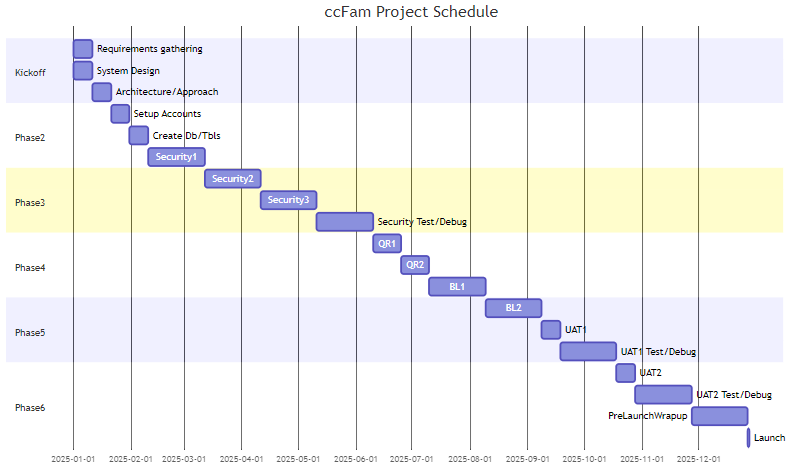 ccFam Project Schedule
Kickoff
Requirements gathering
System Design
Architecture/Approach
Phase2
Setup Accounts
Create Db/Tbls
Security1
Phase3
Security2
Security3
Security Test/Debug
Phase4
QR1
QR2
BL1
Phase5
BL2
UAT1
UAT1 Test/Debug
Phase6
UAT2
UAT2 Test/Debug
PreLaunchWrapup
Launch
2025-01-01 2025-02-01 2025-03-01 2025-04-01 2025-05-01 2025-06-01 2025-07-01 2025-08-01 2025-09-01 2025-10-01 2025-11-01 2025-12-01